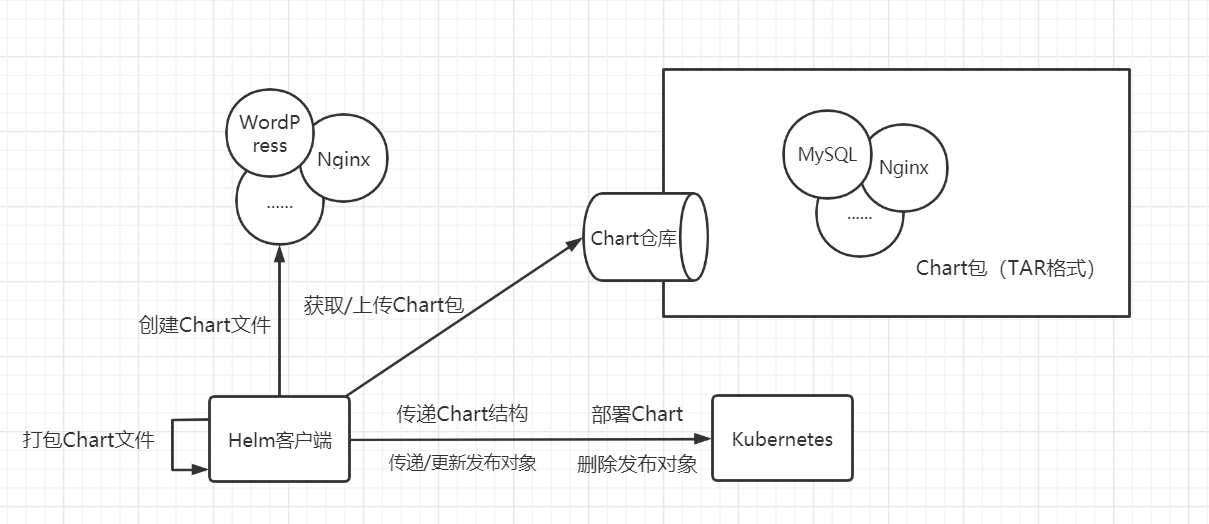 WordP
ress
Nginx
......
MySQL
Nginx
......
Chart仓库
Chart包（TAR格式）
获取/上传Chart包
创建Chart文件
打包Chart文件
Helm客户端
传递Chart结构
部署Chart
传递/更新发布对象
删除发布对象
Kubernetes